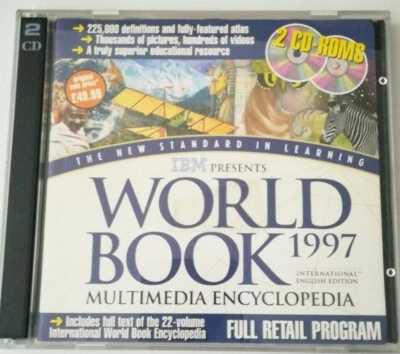 2
CD
→ 225,000 definitions and fully-featured atlas
→ Thousands of pictures, hundreds of videos
→ A truly superior educational resource
2 CD-ROMS
original
sale price*
£49.99
THE NEW STANDARD IN LEARNING
IBM PRESENTS
WORLD
BOOK 1997
INTERNATIONAL
ENGLISH EDITION
MULTIMEDIA ENCYCLOPEDIA
→ Includes full text of the 22-volume
International World Book Encyclopedia
FULL RETAIL PROGRAM